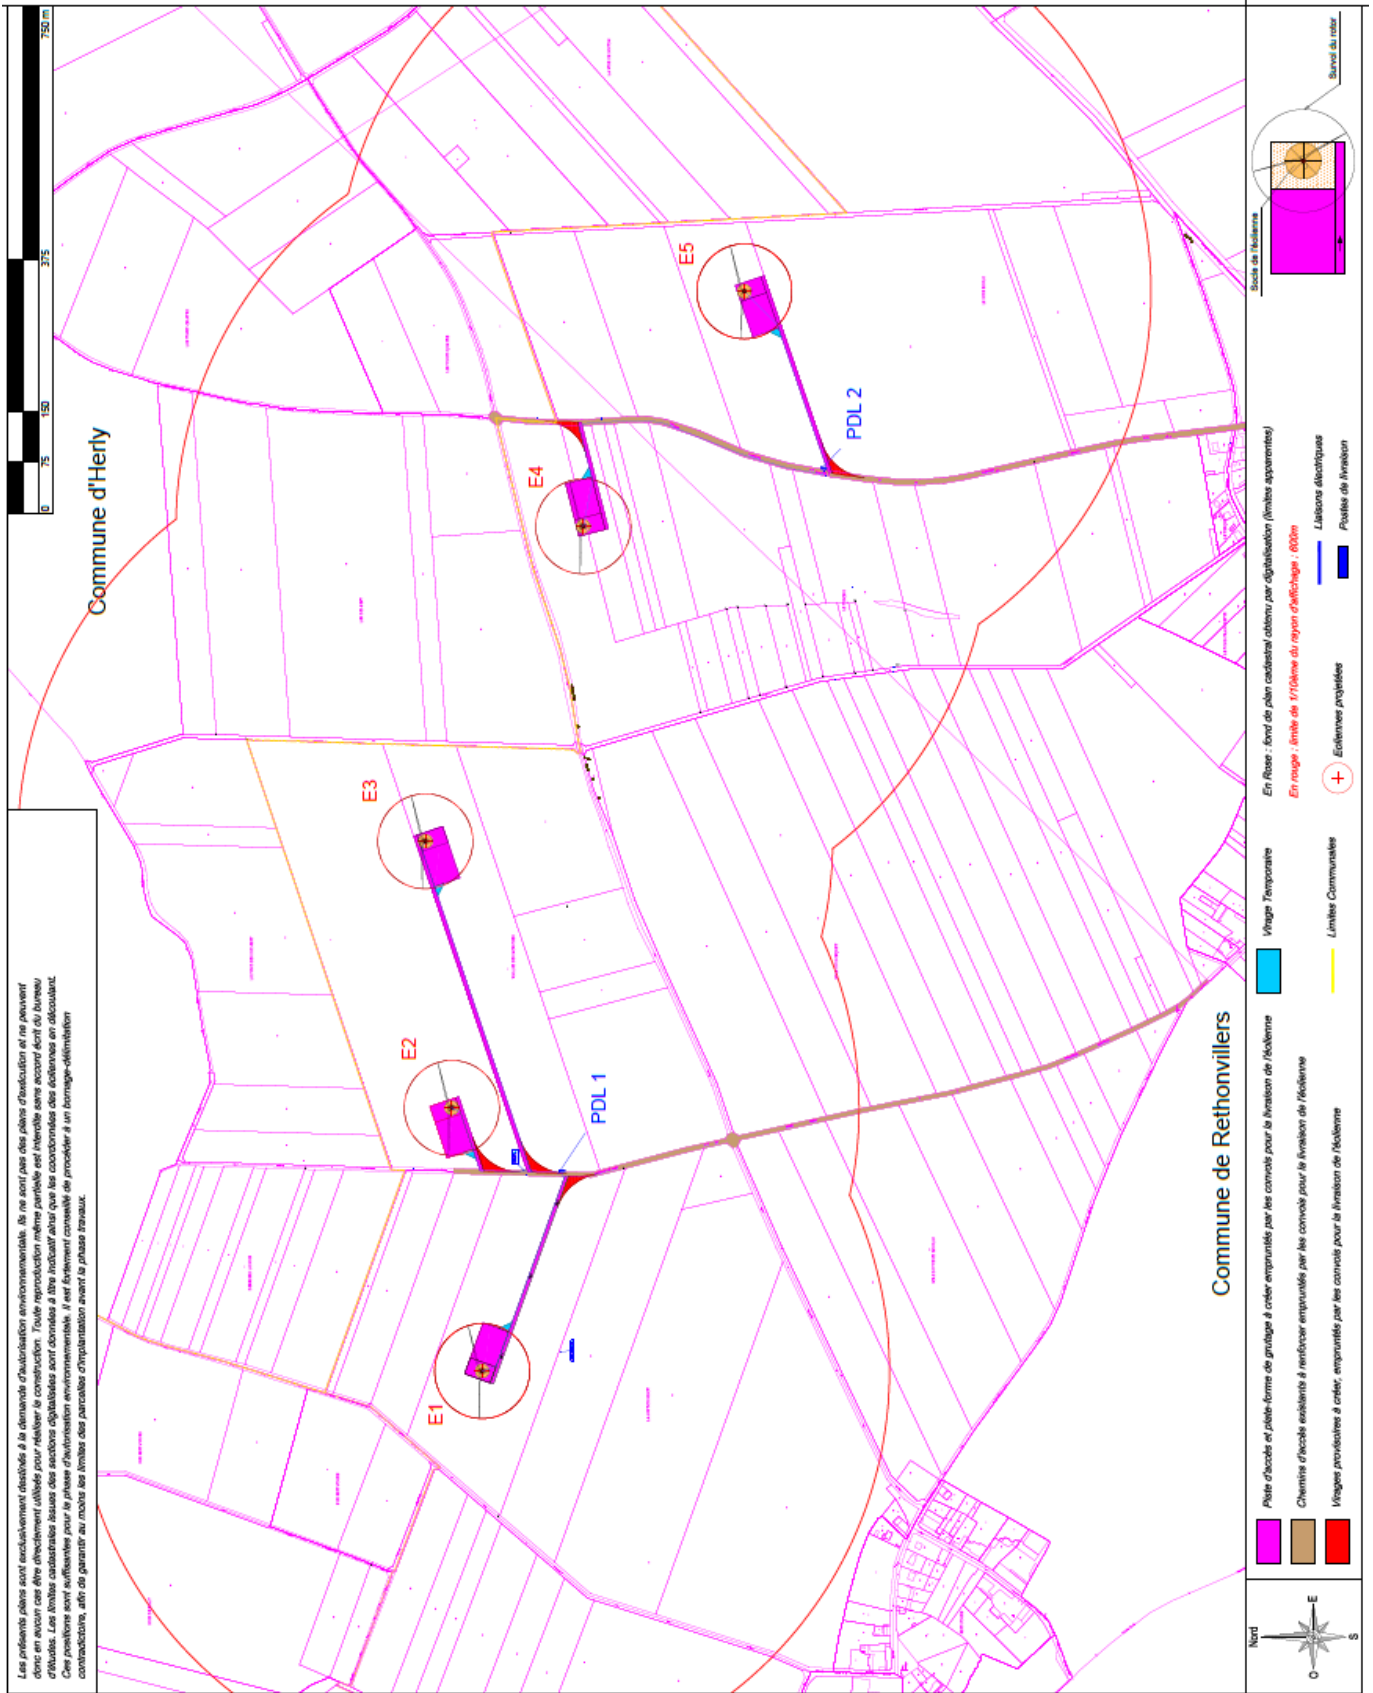 Les présents plans sont exclusivement destinés à la demande d'autorisation environnementale. Ils ne sont pas des plans d'exécution et ne peuvent
donc en aucun cas être directement utilisés pour réaliser la construction. Toute reproduction même partielle est interdite sans accord écrit du bureau
d'études. Les limites cadastrales issues des sections digitalisées sont données à titre indicatif ainsi que les coordonnées des éoliennes en découlant.
Ces positions sont suffisantes pour la phase d'autorisation environnementale. Il est fortement conseillé de procéder à un bornage-délimitation
contradictoire, afin de garantir au moins les limites des parcelles d'implantation avant la phase travaux.
0
75
150
375
750 m
Commune d'Herly
E1
E2
E3
E4
E5
PDL 1
PDL 2
Commune de Rethonvillers
Nord
O
E
S
Piste d'accès et plate-forme de grutage à créer empruntés par les convois pour la livraison de l'éolienne
Chemins d'accès existants à renforcer empruntés par les convois pour la livraison de l'éolienne
Virages provisoires à créer, empruntés par les convois pour la livraison de l'éolienne
Virage Temporaire
Limites Communales
En Rose : fond de plan cadastral obtenu par digitalisation (limites apparentes)
En rouge : limite de 1/10ème du rayon d'affichage : 600m
Eoliennes projetées
Liaisons électriques
Postes de livraison
Socle de l'éolienne
Survol du rotor